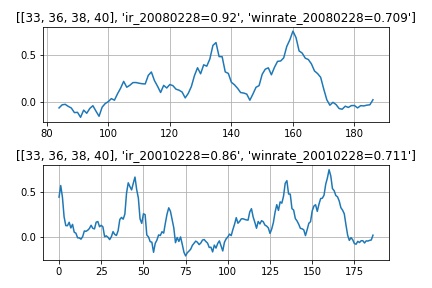 [[33, 36, 38, 40], 'ir_20080228=0.92', 'winrate_20080228=0.709']
0.5
0.0
80 100 120 140 160 180
[[33, 36, 38, 40], 'ir_20010228=0.86', 'winrate_20010228=0.711']
0.5
0.0
0 25 50 75 100 125 150 175